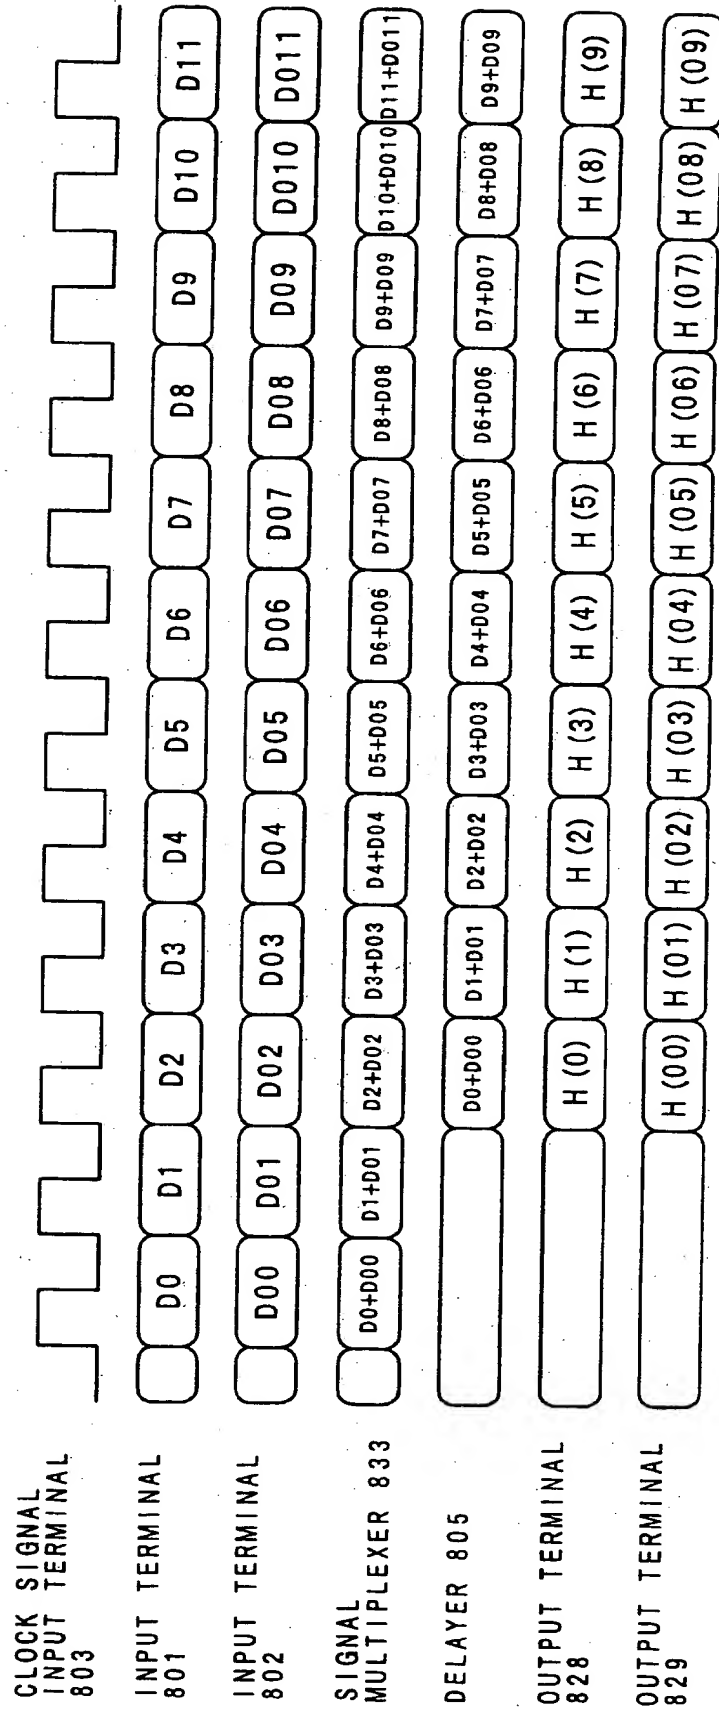 CLOCK SIGNAL
INPUT TERMINAL
803
INPUT TERMINAL
801
D0 D1 D2 D3 D4 D5 D6 D7 D8 D9 D10 D11
INPUT TERMINAL
802
D00 D01 D02 D03 D04 D05 D06 D07 D08 D09 D010 D011
SIGNAL
MULTIPLEXER 833
D0+D00 D1+D01 D2+D02 D3+D03 D4+D04 D5+D05 D6+D06 D7+D07 D8+D08 D9+D09 D10+D010 D11+D011
DELAYER 805
D0+D00 D1+D01 D2+D02 D3+D03 D4+D04 D5+D05 D6+D06 D7+D07 D8+D08 D9+D09
OUTPUT TERMINAL
828
H (0) H (1) H (2) H (3) H (4) H (5) H (6) H (7) H (8) H (9)
OUTPUT TERMINAL
829
H (00) H (01) H (02) H (03) H (04) H (05) H (06) H (07) H (08) H (09)